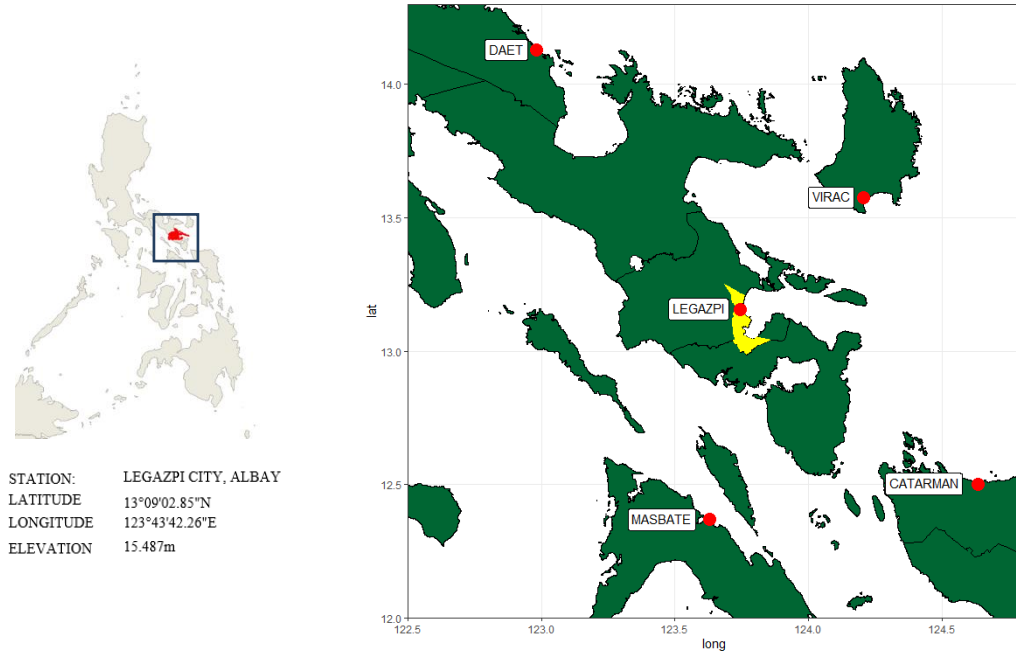 STATION: LEGAZPI CITY, ALBAY
LATITUDE 13°09'02.85"N
LONGITUDE 123°43'42.26"E
ELEVATION 15.487m
DAET
VIRAC
LEGAZPI
CATARMAN
MASBATE
lat
14.0
13.5
13.0
12.5
12.0
122.5 123.0 123.5 124.0 124.5
long